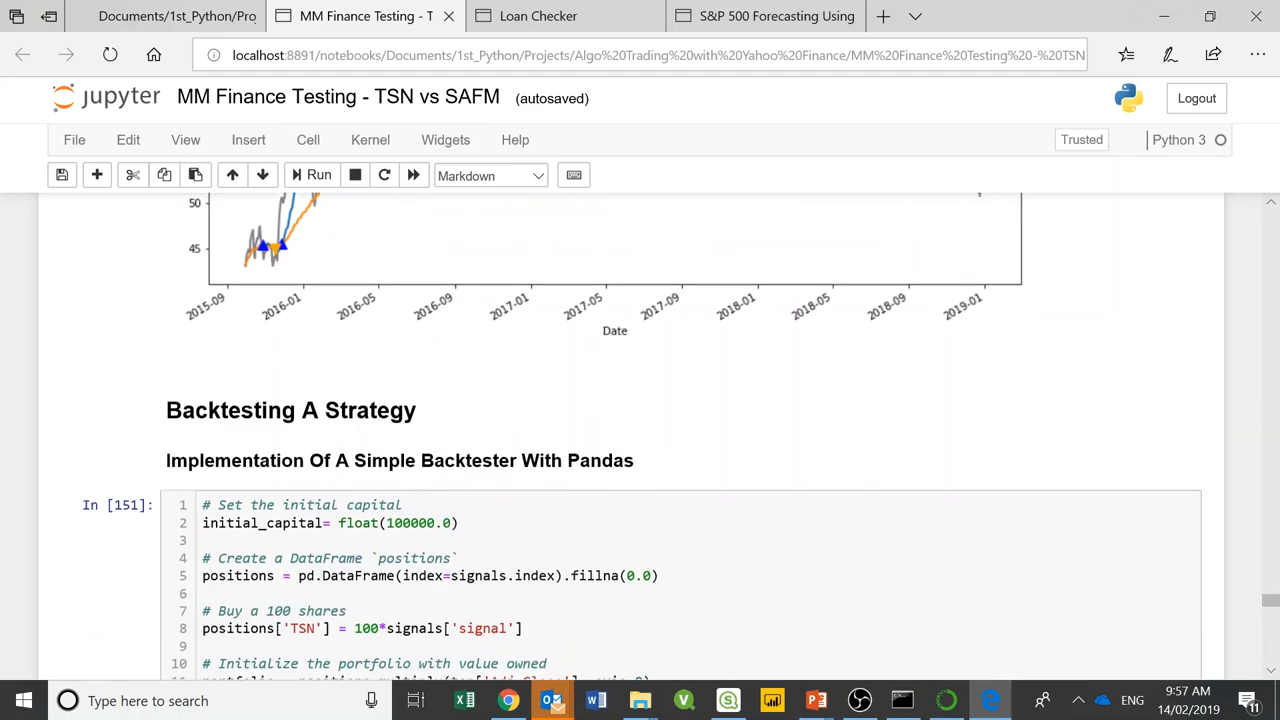 Documents/1st_Python/Proj
MM Finance Testing - T
Loan Checker
S&P 500 Forecasting Using
localhost:8891/notebooks/Documents/1st_Python/Projects/Algo%20Trading%20with%20Yahoo%20Finance/MM%20Finance%20Testing%20-%20TSN
jupyter
MM Finance Testing - TSN vs SAFM (autosaved)
Logout
File Edit View Insert Cell Kernel Widgets Help
Trusted
Python 3
Run
Markdown
50
45
2015-09 2016-01 2016-05 2016-09 2017-01 2017-05 2017-09 2018-01 2018-05 2018-09 2019-01
Date
Backtesting A Strategy
Implementation Of A Simple Backtester With Pandas
In [151]:
1 # Set the initial capital
2 initial_capital= float(100000.0)
3
4 # Create a DataFrame `positions`
5 positions = pd.DataFrame(index=signals.index).fillna(0.0)
6
7 # Buy a 100 shares
8 positions['TSN'] = 100*signals['signal']
9
10 # Initialize the portfolio with value owned
Type here to search
ENG
9:57 AM
14/02/2019
11